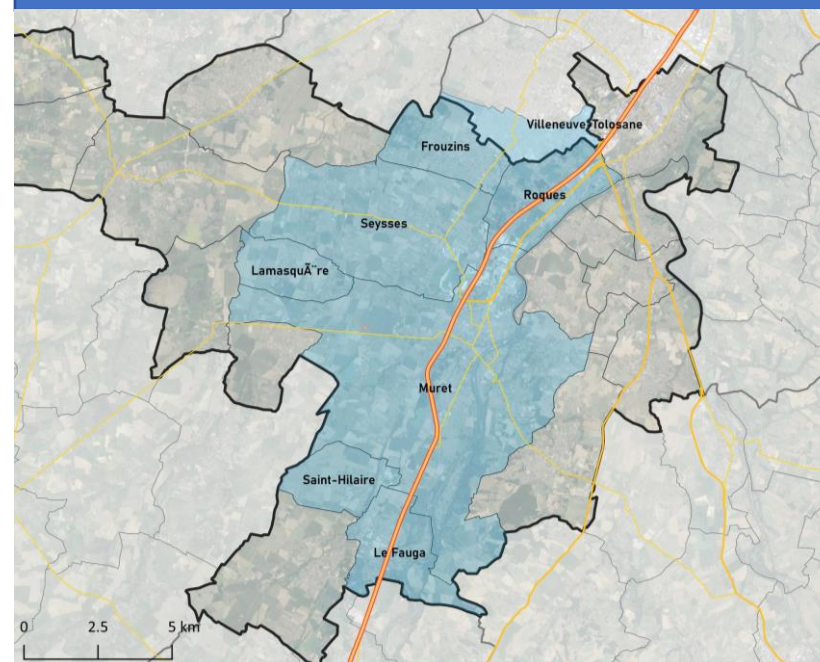 Villeneuve-Tolosane
Frouzins
Roques
Seysses
LamasquÃ¨re
Muret
Saint-Hilaire
Le Fauga
0 2.5 5 km